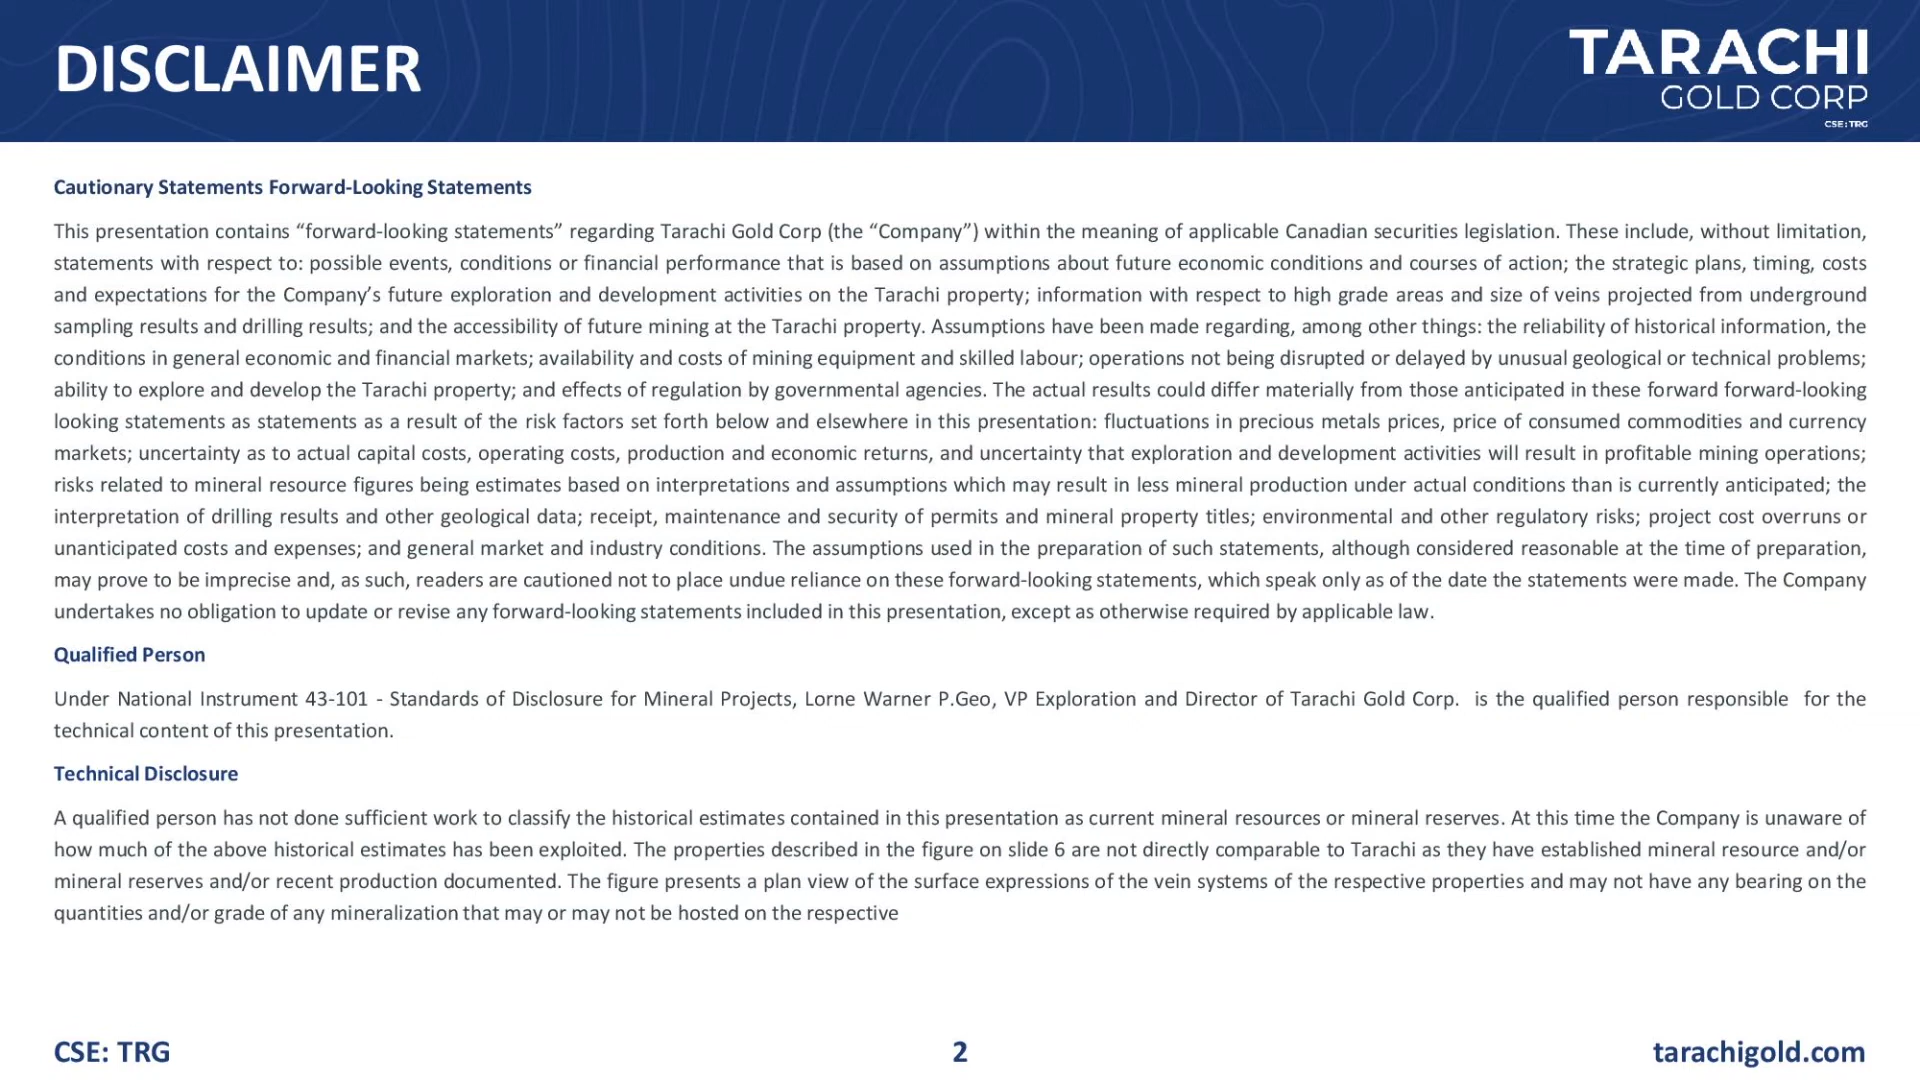 DISCLAIMER
TARACHI
GOLD CORP
CSE: TRG
Cautionary Statements Forward-Looking Statements
This presentation contains “forward-looking statements” regarding Tarachi Gold Corp (the “Company”) within the meaning of applicable Canadian securities legislation. These include, without limitation,
statements with respect to: possible events, conditions or financial performance that is based on assumptions about future economic conditions and courses of action; the strategic plans, timing, costs
and expectations for the Company’s future exploration and development activities on the Tarachi property; information with respect to high grade areas and size of veins projected from underground
sampling results and drilling results; and the accessibility of future mining at the Tarachi property. Assumptions have been made regarding, among other things: the reliability of historical information, the
conditions in general economic and financial markets; availability and costs of mining equipment and skilled labour; operations not being disrupted or delayed by unusual geological or technical problems;
ability to explore and develop the Tarachi property; and effects of regulation by governmental agencies. The actual results could differ materially from those anticipated in these forward forward-looking
looking statements as statements as a result of the risk factors set forth below and elsewhere in this presentation: fluctuations in precious metals prices, price of consumed commodities and currency
markets; uncertainty as to actual capital costs, operating costs, production and economic returns, and uncertainty that exploration and development activities will result in profitable mining operations;
risks related to mineral resource figures being estimates based on interpretations and assumptions which may result in less mineral production under actual conditions than is currently anticipated; the
interpretation of drilling results and other geological data; receipt, maintenance and security of permits and mineral property titles; environmental and other regulatory risks; project cost overruns or
unanticipated costs and expenses; and general market and industry conditions. The assumptions used in the preparation of such statements, although considered reasonable at the time of preparation,
may prove to be imprecise and, as such, readers are cautioned not to place undue reliance on these forward-looking statements, which speak only as of the date the statements were made. The Company
undertakes no obligation to update or revise any forward-looking statements included in this presentation, except as otherwise required by applicable law.
Qualified Person
Under National Instrument 43-101 - Standards of Disclosure for Mineral Projects, Lorne Warner P.Geo, VP Exploration and Director of Tarachi Gold Corp. is the qualified person responsible for the
technical content of this presentation.
Technical Disclosure
A qualified person has not done sufficient work to classify the historical estimates contained in this presentation as current mineral resources or mineral reserves. At this time the Company is unaware of
how much of the above historical estimates has been exploited. The properties described in the figure on slide 6 are not directly comparable to Tarachi as they have established mineral resource and/or
mineral reserves and/or recent production documented. The figure presents a plan view of the surface expressions of the vein systems of the respective properties and may not have any bearing on the
quantities and/or grade of any mineralization that may or may not be hosted on the respective
CSE: TRG
2
tarachigold.com